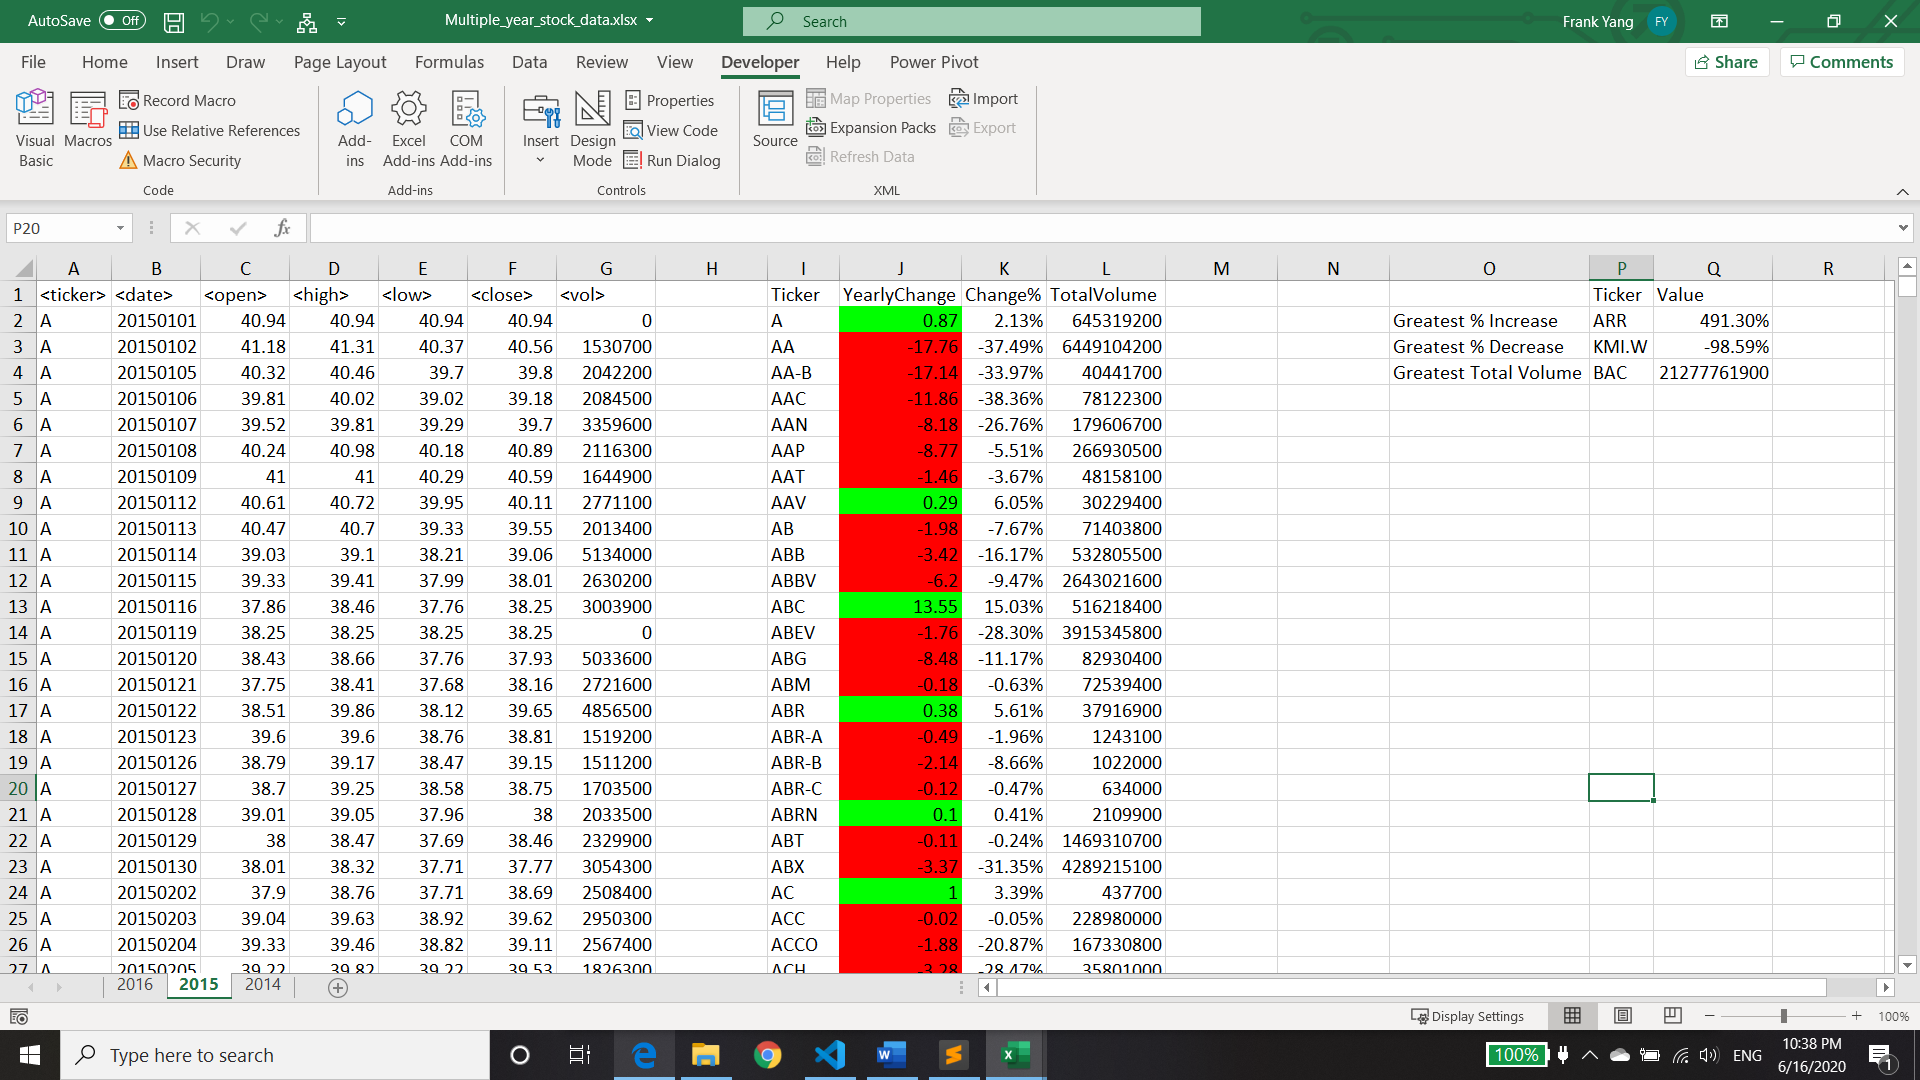 AutoSave Off Multiple_year_stock_data.xlsx Search Frank Yang FY
File Home Insert Draw Page Layout Formulas Data Review View Developer Help Power Pivot Share Comments
Visual Basic
Macros
Record Macro
Use Relative References
Macro Security
Code
Add-ins
Excel Add-ins
COM Add-ins
Add-ins
Insert
Design Mode
Properties
View Code
Run Dialog
Controls
Source
Map Properties
Expansion Packs
Refresh Data
Import
Export
XML
P20 fx
A B C D E F G H I J K L M N O P Q R
1 <ticker> <date> <open> <high> <low> <close> <vol> Ticker YearlyChange Change% TotalVolume Ticker Value
2 A 20150101 40.94 40.94 40.94 40.94 0 A 0.87 2.13% 645319200 Greatest % Increase ARR 491.30%
3 A 20150102 41.18 41.31 40.37 40.56 1530700 AA -17.76 -37.49% 6449104200 Greatest % Decrease KMI.W -98.59%
4 A 20150105 40.32 40.46 39.7 39.8 2042200 AA-B -17.14 -33.97% 40441700 Greatest Total Volume BAC 21277761900
5 A 20150106 39.81 40.02 39.02 39.18 2084500 AAC -11.86 -38.36% 78122300
6 A 20150107 39.52 39.81 39.29 39.7 3359600 AAN -8.18 -26.76% 179606700
7 A 20150108 40.24 40.98 40.18 40.89 2116300 AAP -8.77 -5.51% 266930500
8 A 20150109 41 41 40.29 40.59 1644900 AAT -1.46 -3.67% 48158100
9 A 20150112 40.61 40.72 39.95 40.11 2771100 AAV 0.29 6.05% 30229400
10 A 20150113 40.47 40.7 39.33 39.55 2013400 AB -1.98 -7.67% 71403800
11 A 20150114 39.03 39.1 38.21 39.06 5134000 ABB -3.42 -16.17% 532805500
12 A 20150115 39.33 39.41 37.99 38.01 2630200 ABBV -6.2 -9.47% 2643021600
13 A 20150116 37.86 38.46 37.76 38.25 3003900 ABC 13.55 15.03% 516218400
14 A 20150119 38.25 38.25 38.25 38.25 0 ABEV -1.76 -28.30% 3915345800
15 A 20150120 38.43 38.66 37.76 37.93 5033600 ABG -8.48 -11.17% 82930400
16 A 20150121 37.75 38.41 37.68 38.16 2721600 ABM -0.18 -0.63% 72539400
17 A 20150122 38.51 39.86 38.12 39.65 4856500 ABR 0.38 5.61% 37916900
18 A 20150123 39.6 39.6 38.76 38.81 1519200 ABR-A -0.49 -1.96% 1243100
19 A 20150126 38.79 39.17 38.47 39.15 1511200 ABR-B -2.14 -8.66% 1022000
20 A 20150127 38.7 39.25 38.58 38.75 1703500 ABR-C -0.12 -0.47% 634000
21 A 20150128 39.01 39.05 37.96 38 2033500 ABRN 0.1 0.41% 2109900
22 A 20150129 38 38.47 37.69 38.46 2329900 ABT -0.11 -0.24% 1469310700
23 A 20150130 38.01 38.32 37.71 37.77 3054300 ABX -3.37 -31.35% 4289215100
24 A 20150202 37.9 38.76 37.71 38.69 2508400 AC 1 3.39% 437700
25 A 20150203 39.04 39.63 38.92 39.62 2950300 ACC -0.02 -0.05% 228980000
26 A 20150204 39.33 39.46 38.82 39.11 2567400 ACCO -1.88 -20.87% 167330800
27 A 20150205 39.22 39.82 39.22 39.53 1826300 ACH -3.28 -28.47% 35801000
2016 2015 2014
Display Settings 100%
Type here to search 100% ENG 10:38 PM
6/16/2020 1